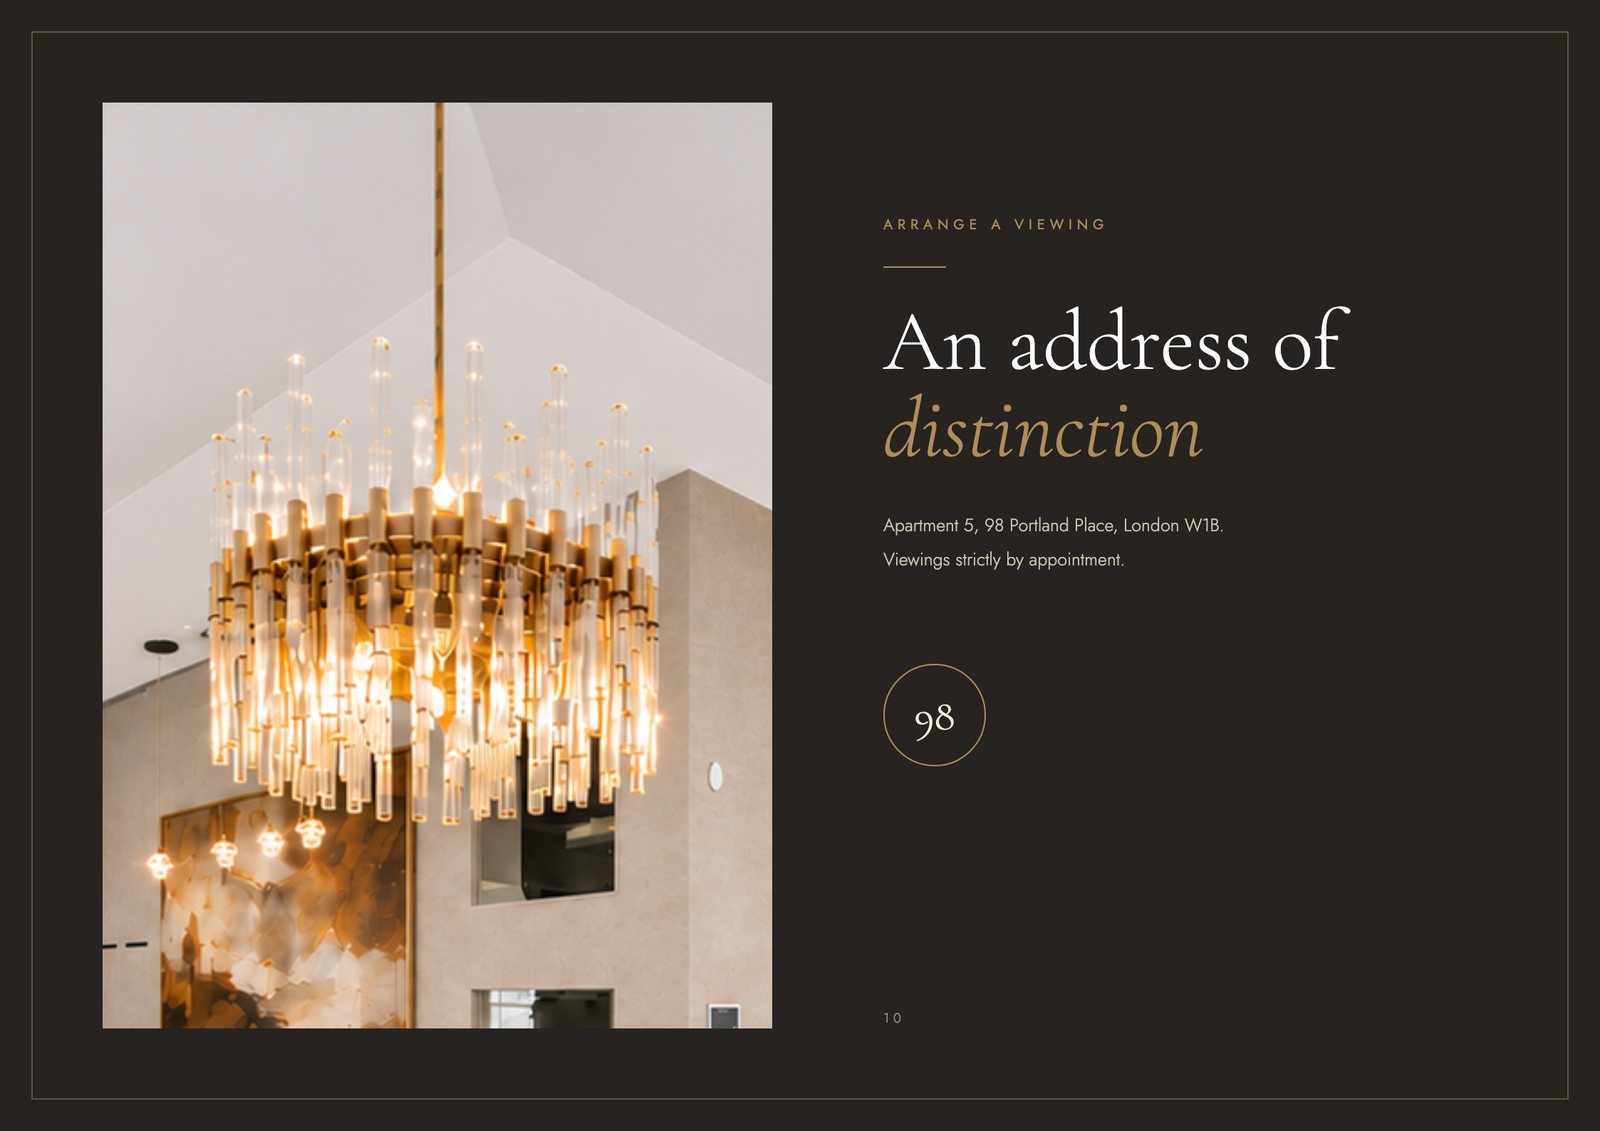 ARRANGE A VIEWING
An address of
distinction
Apartment 5, 98 Portland Place, London W1B.
Viewings strictly by appointment.
98
10